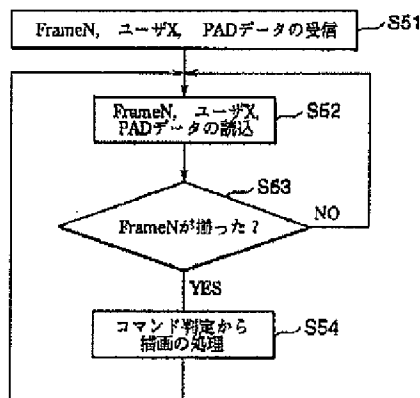 FrameN, ユーザX, PADデータの受信
S51
FrameN, ユーザX,
PADデータの読込
S52
S53
FrameNが揃った?
NO
YES
コマンド判定から
描画の処理
S54